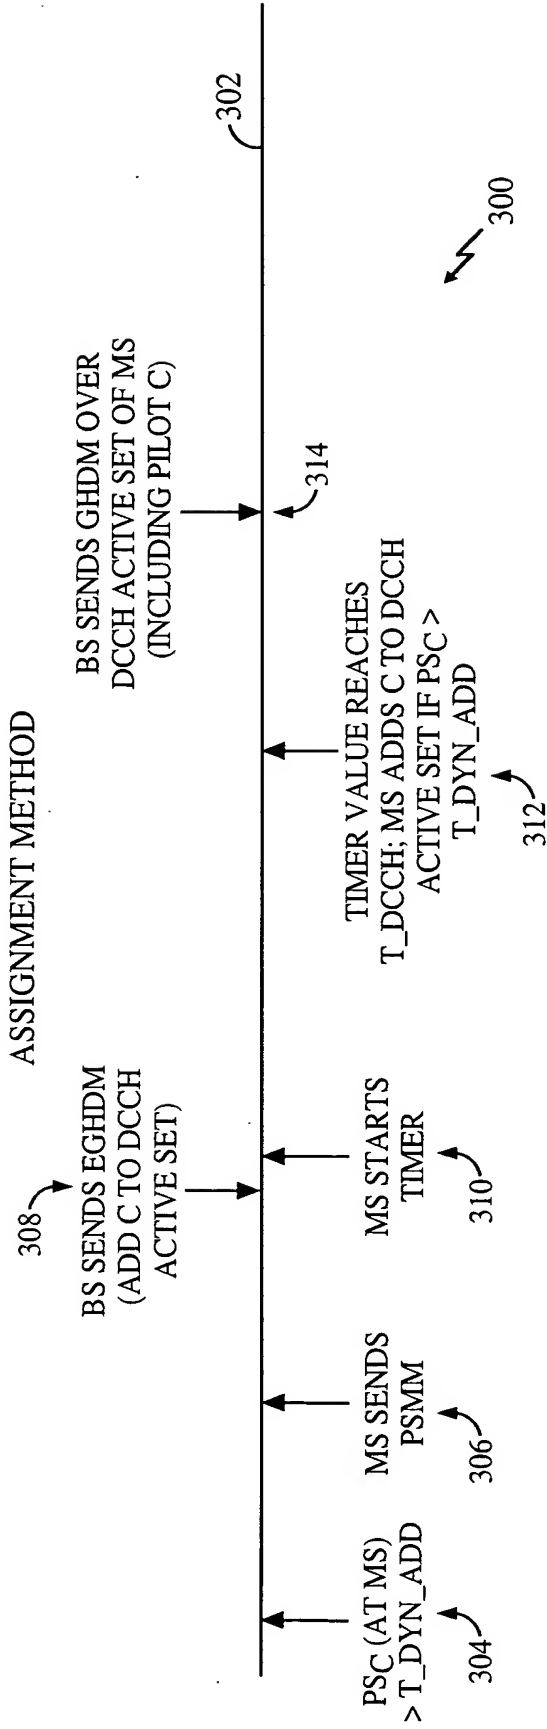 ASSIGNMENT METHOD
308
BS SENDS EGHDM
(ADD C TO DCCH
ACTIVE SET)
BS SENDS GHDM OVER
DCCH ACTIVE SET OF MS
(INCLUDING PILOT C)
302
PSC (AT MS)
> T_DYN_ADD
304
MS SENDS
PSMM
306
MS STARTS
TIMER
310
TIMER VALUE REACHES
T_DCCH; MS ADDS C TO DCCH
ACTIVE SET IF PSC >
T_DYN_ADD
312
314
300